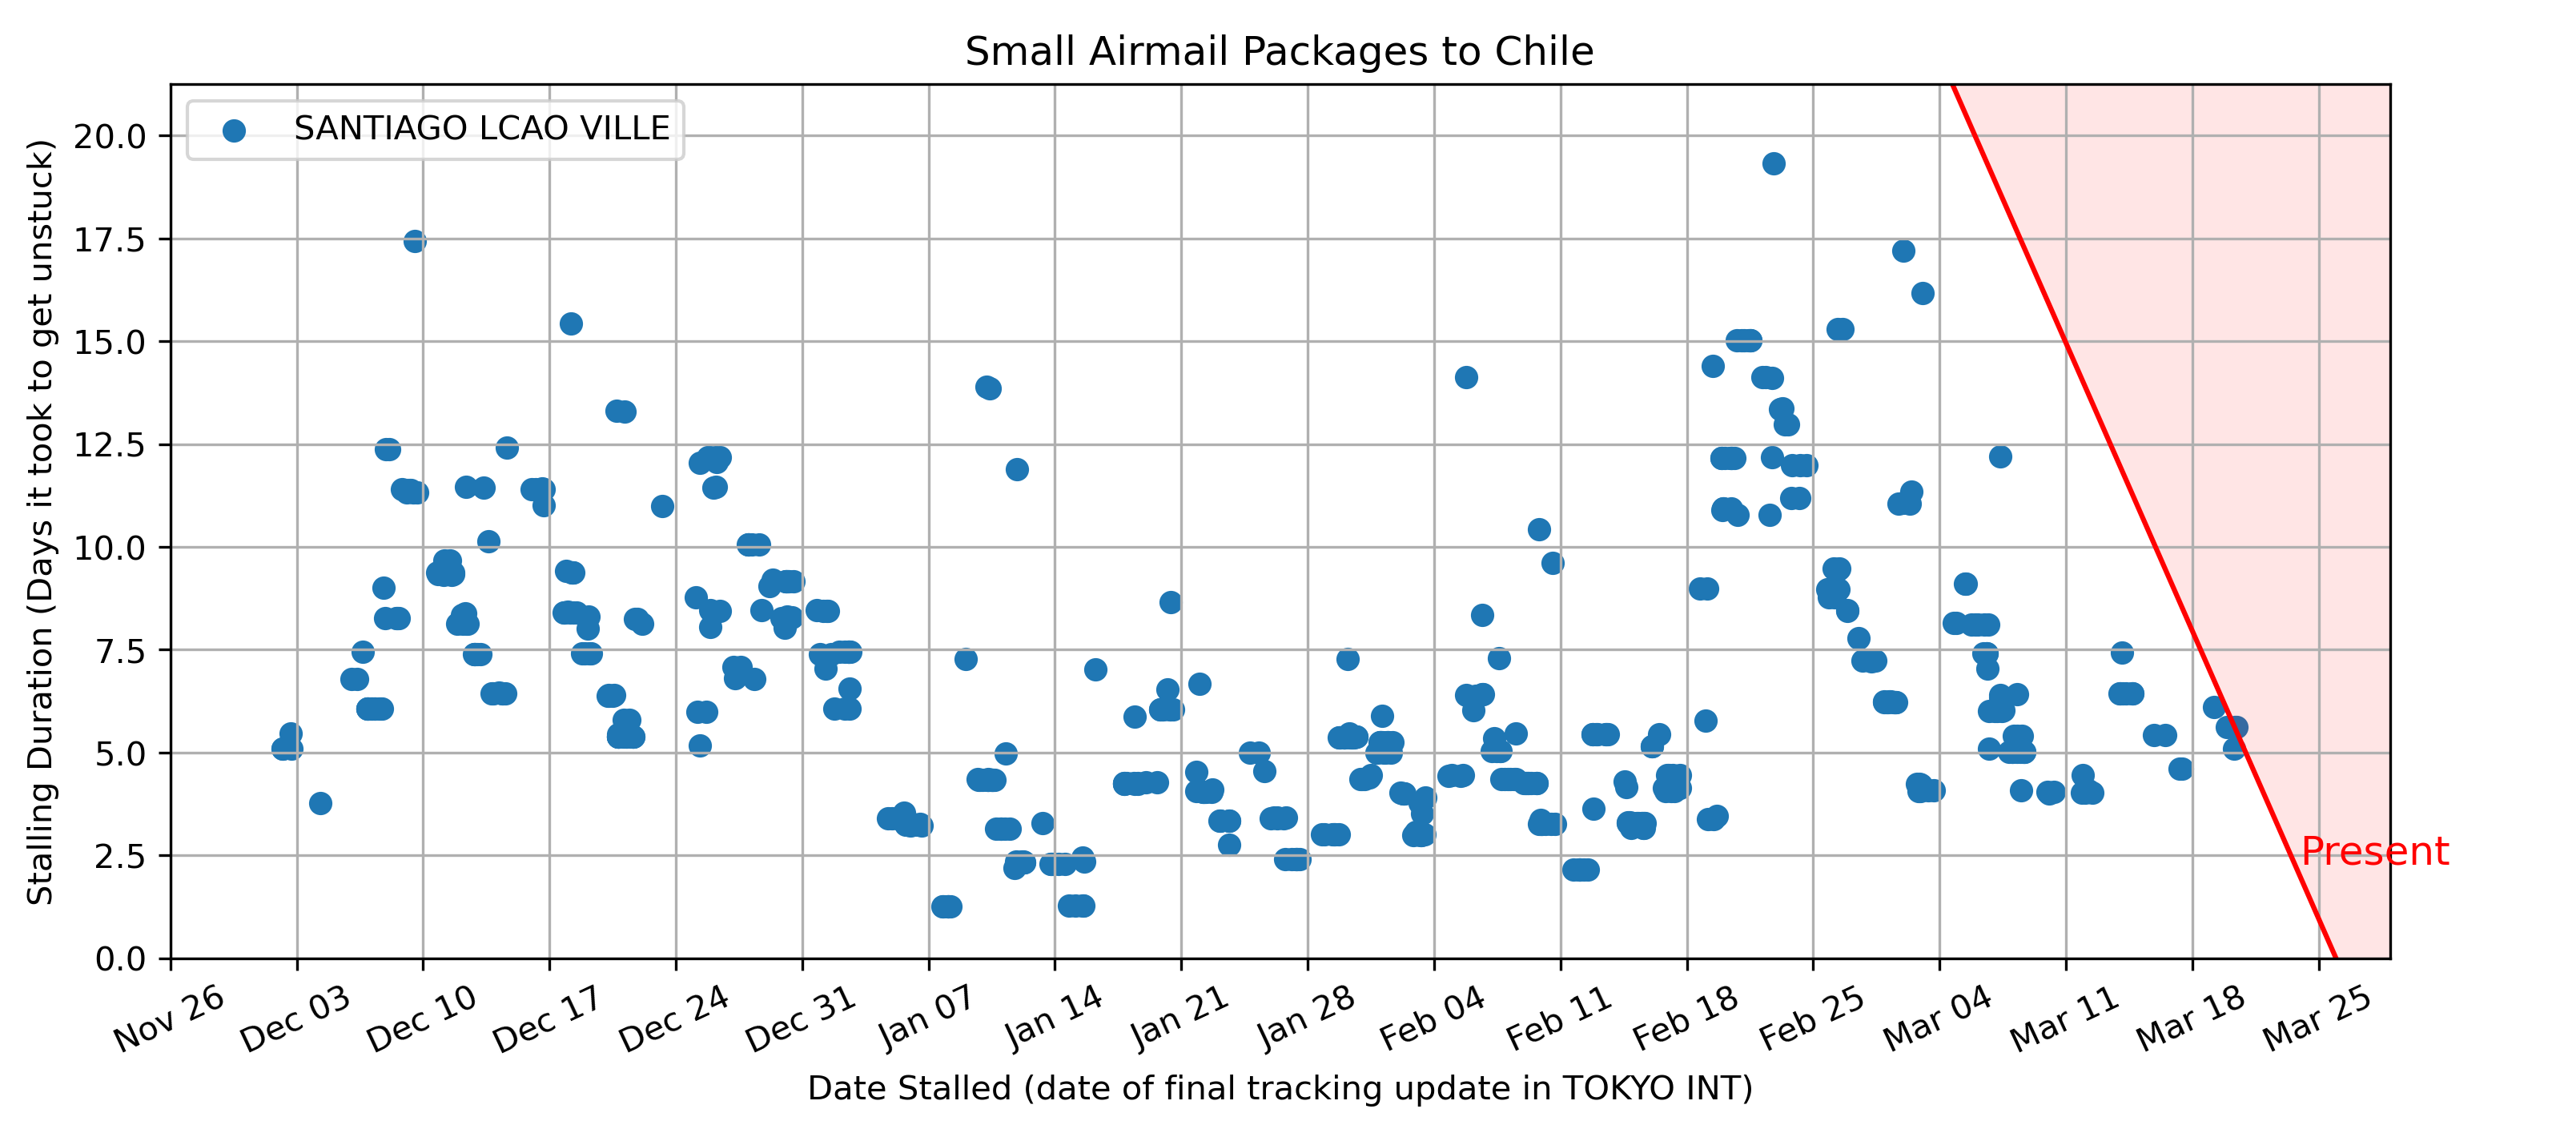 Small Airmail Packages to Chile
SANTIAGO LCAO VILLE
Stalling Duration (Days it took to get unstuck)
20.0
17.5
15.0
12.5
10.0
7.5
5.0
2.5
0.0
Present
Nov 26
Dec 03
Dec 10
Dec 17
Dec 24
Dec 31
Jan 07
Jan 14
Jan 21
Jan 28
Feb 04
Feb 11
Feb 18
Feb 25
Mar 04
Mar 11
Mar 18
Mar 25
Date Stalled (date of final tracking update in TOKYO INT)